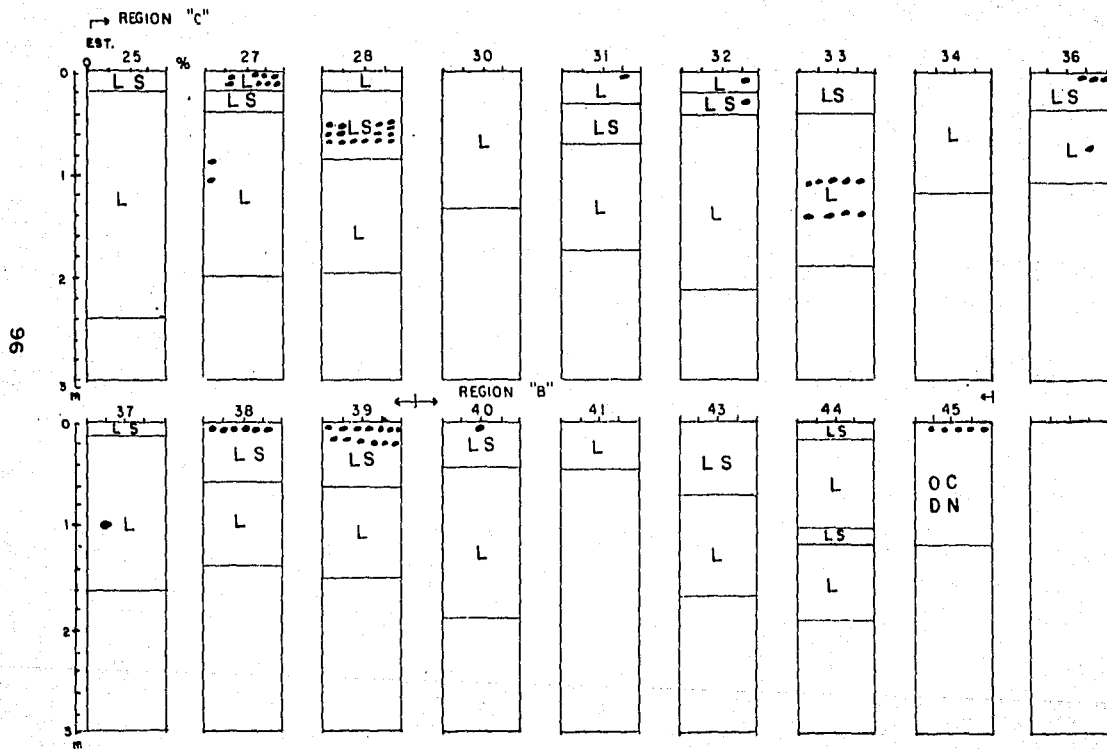 REGION "C"
EST.
25 27 28 30 31 32 33 34 36
0 %
0 L S L L L L L S L S
L S L S L S L S
L L
1 L L L L L
L L
2
3
m
REGION "B"
37 38 39 40 41 43 44 45
0 L S L S L S L S L L S L S O C
D N
1 L L L L L L
L S
L
2
3
m
96